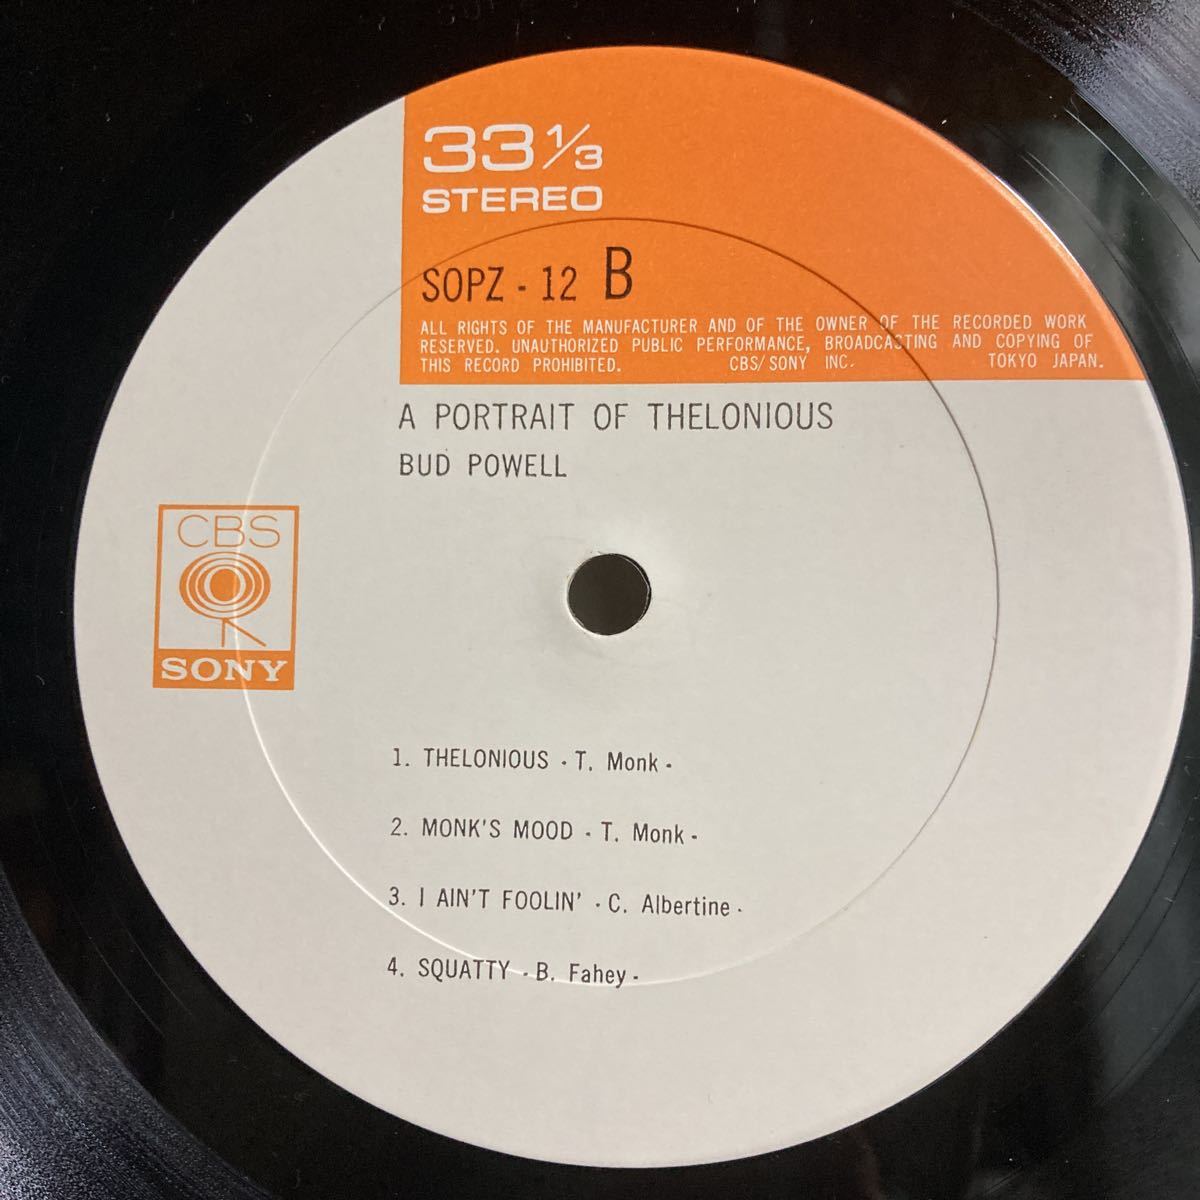 33 1/3
STEREO
SOPZ - 12 B
ALL RIGHTS OF THE MANUFACTURER AND OF THE OWNER OF THE RECORDED WORK
RESERVED. UNAUTHORIZED PUBLIC PERFORMANCE, BROADCASTING AND COPYING OF
THIS RECORD PROHIBITED. CBS/SONY INC. TOKYO JAPAN.
A PORTRAIT OF THELONIOUS
BUD POWELL
CBS
SONY
1. THELONIOUS - T. Monk -
2. MONK'S MOOD - T. Monk -
3. I AIN'T FOOLIN' - C. Albertine -
4. SQUATTY - B. Fahey -